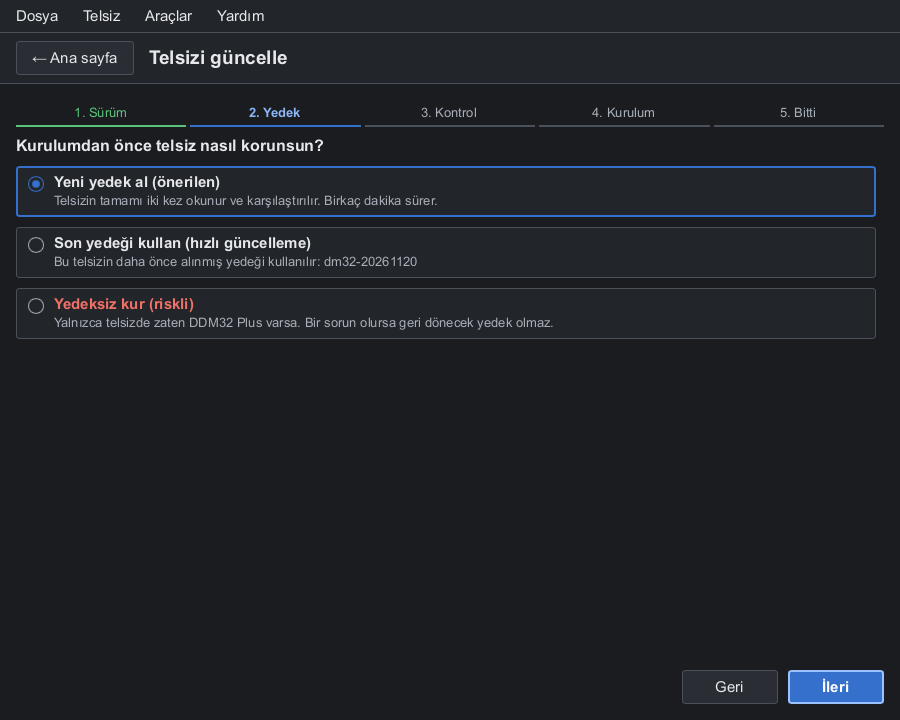 Dosya Telsiz Araçlar Yardım
← Ana sayfa Telsizi güncelle
1. Sürüm 2. Yedek 3. Kontrol 4. Kurulum 5. Bitti
Kurulumdan önce telsiz nasıl korunsun?
Yeni yedek al (önerilen)
Telsizin tamamı iki kez okunur ve karşılaştırılır. Birkaç dakika sürer.
Son yedeği kullan (hızlı güncelleme)
Bu telsizin daha önce alınmış yedeği kullanılır: dm32-20261120
Yedeksiz kur (riskli)
Yalnızca telsizde zaten DDM32 Plus varsa. Bir sorun olursa geri dönecek yedek olmaz.
Geri İleri